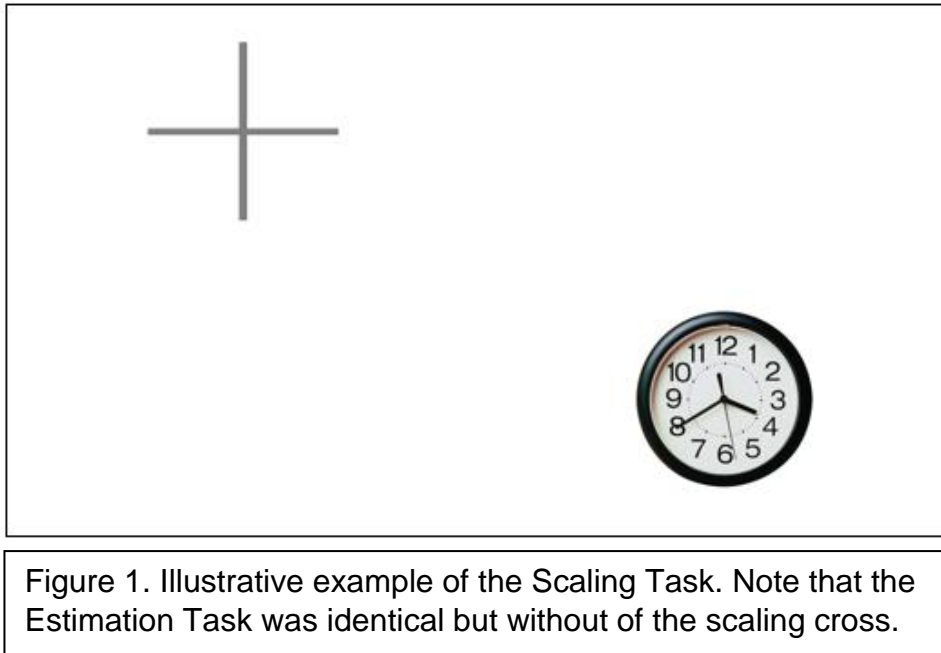 11 12 1
10 2
9 3
8 4
7 6 5
Figure 1. Illustrative example of the Scaling Task. Note that the
Estimation Task was identical but without of the scaling cross.